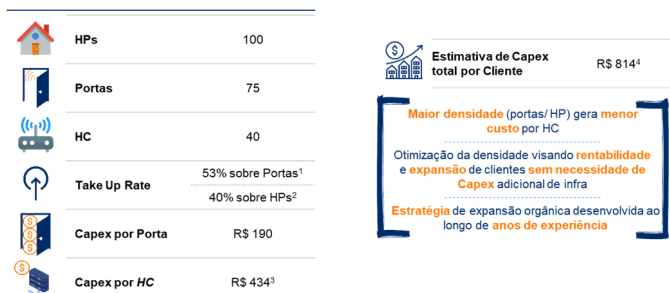 HPs 100
Portas 75
HC 40
Take Up Rate
53% sobre Portas¹
40% sobre HPs²
Capex por Porta R$ 190
Capex por HC R$ 434³
Estimativa de Capex
total por Cliente
R$ 814⁴
Maior densidade (portas/ HP) gera menor
custo por HC
Otimização da densidade visando rentabilidade
e expansão de clientes sem necessidade de
Capex adicional de infra
Estratégia de expansão orgânica desenvolvida ao
longo de anos de experiência